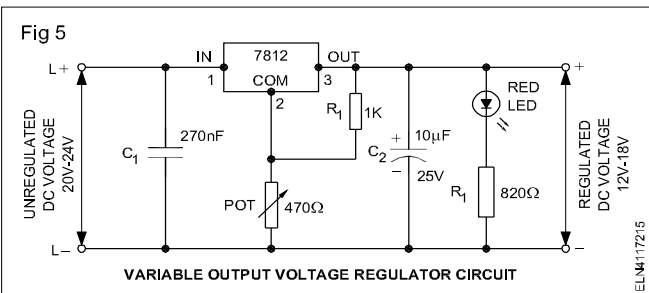 Fig 5
L+
IN
7812
OUT
1
COM
3
2
R1
1K
RED
LED
+
UNREGULATED
DC VOLTAGE
20V-24V
270nF
C1
+
10µF
C2
−
25V
R1
820Ω
REGULATED
DC VOLTAGE
12V-18V
POT
470Ω
L−
−
VARIABLE OUTPUT VOLTAGE REGULATOR CIRCUIT
ELN4117215